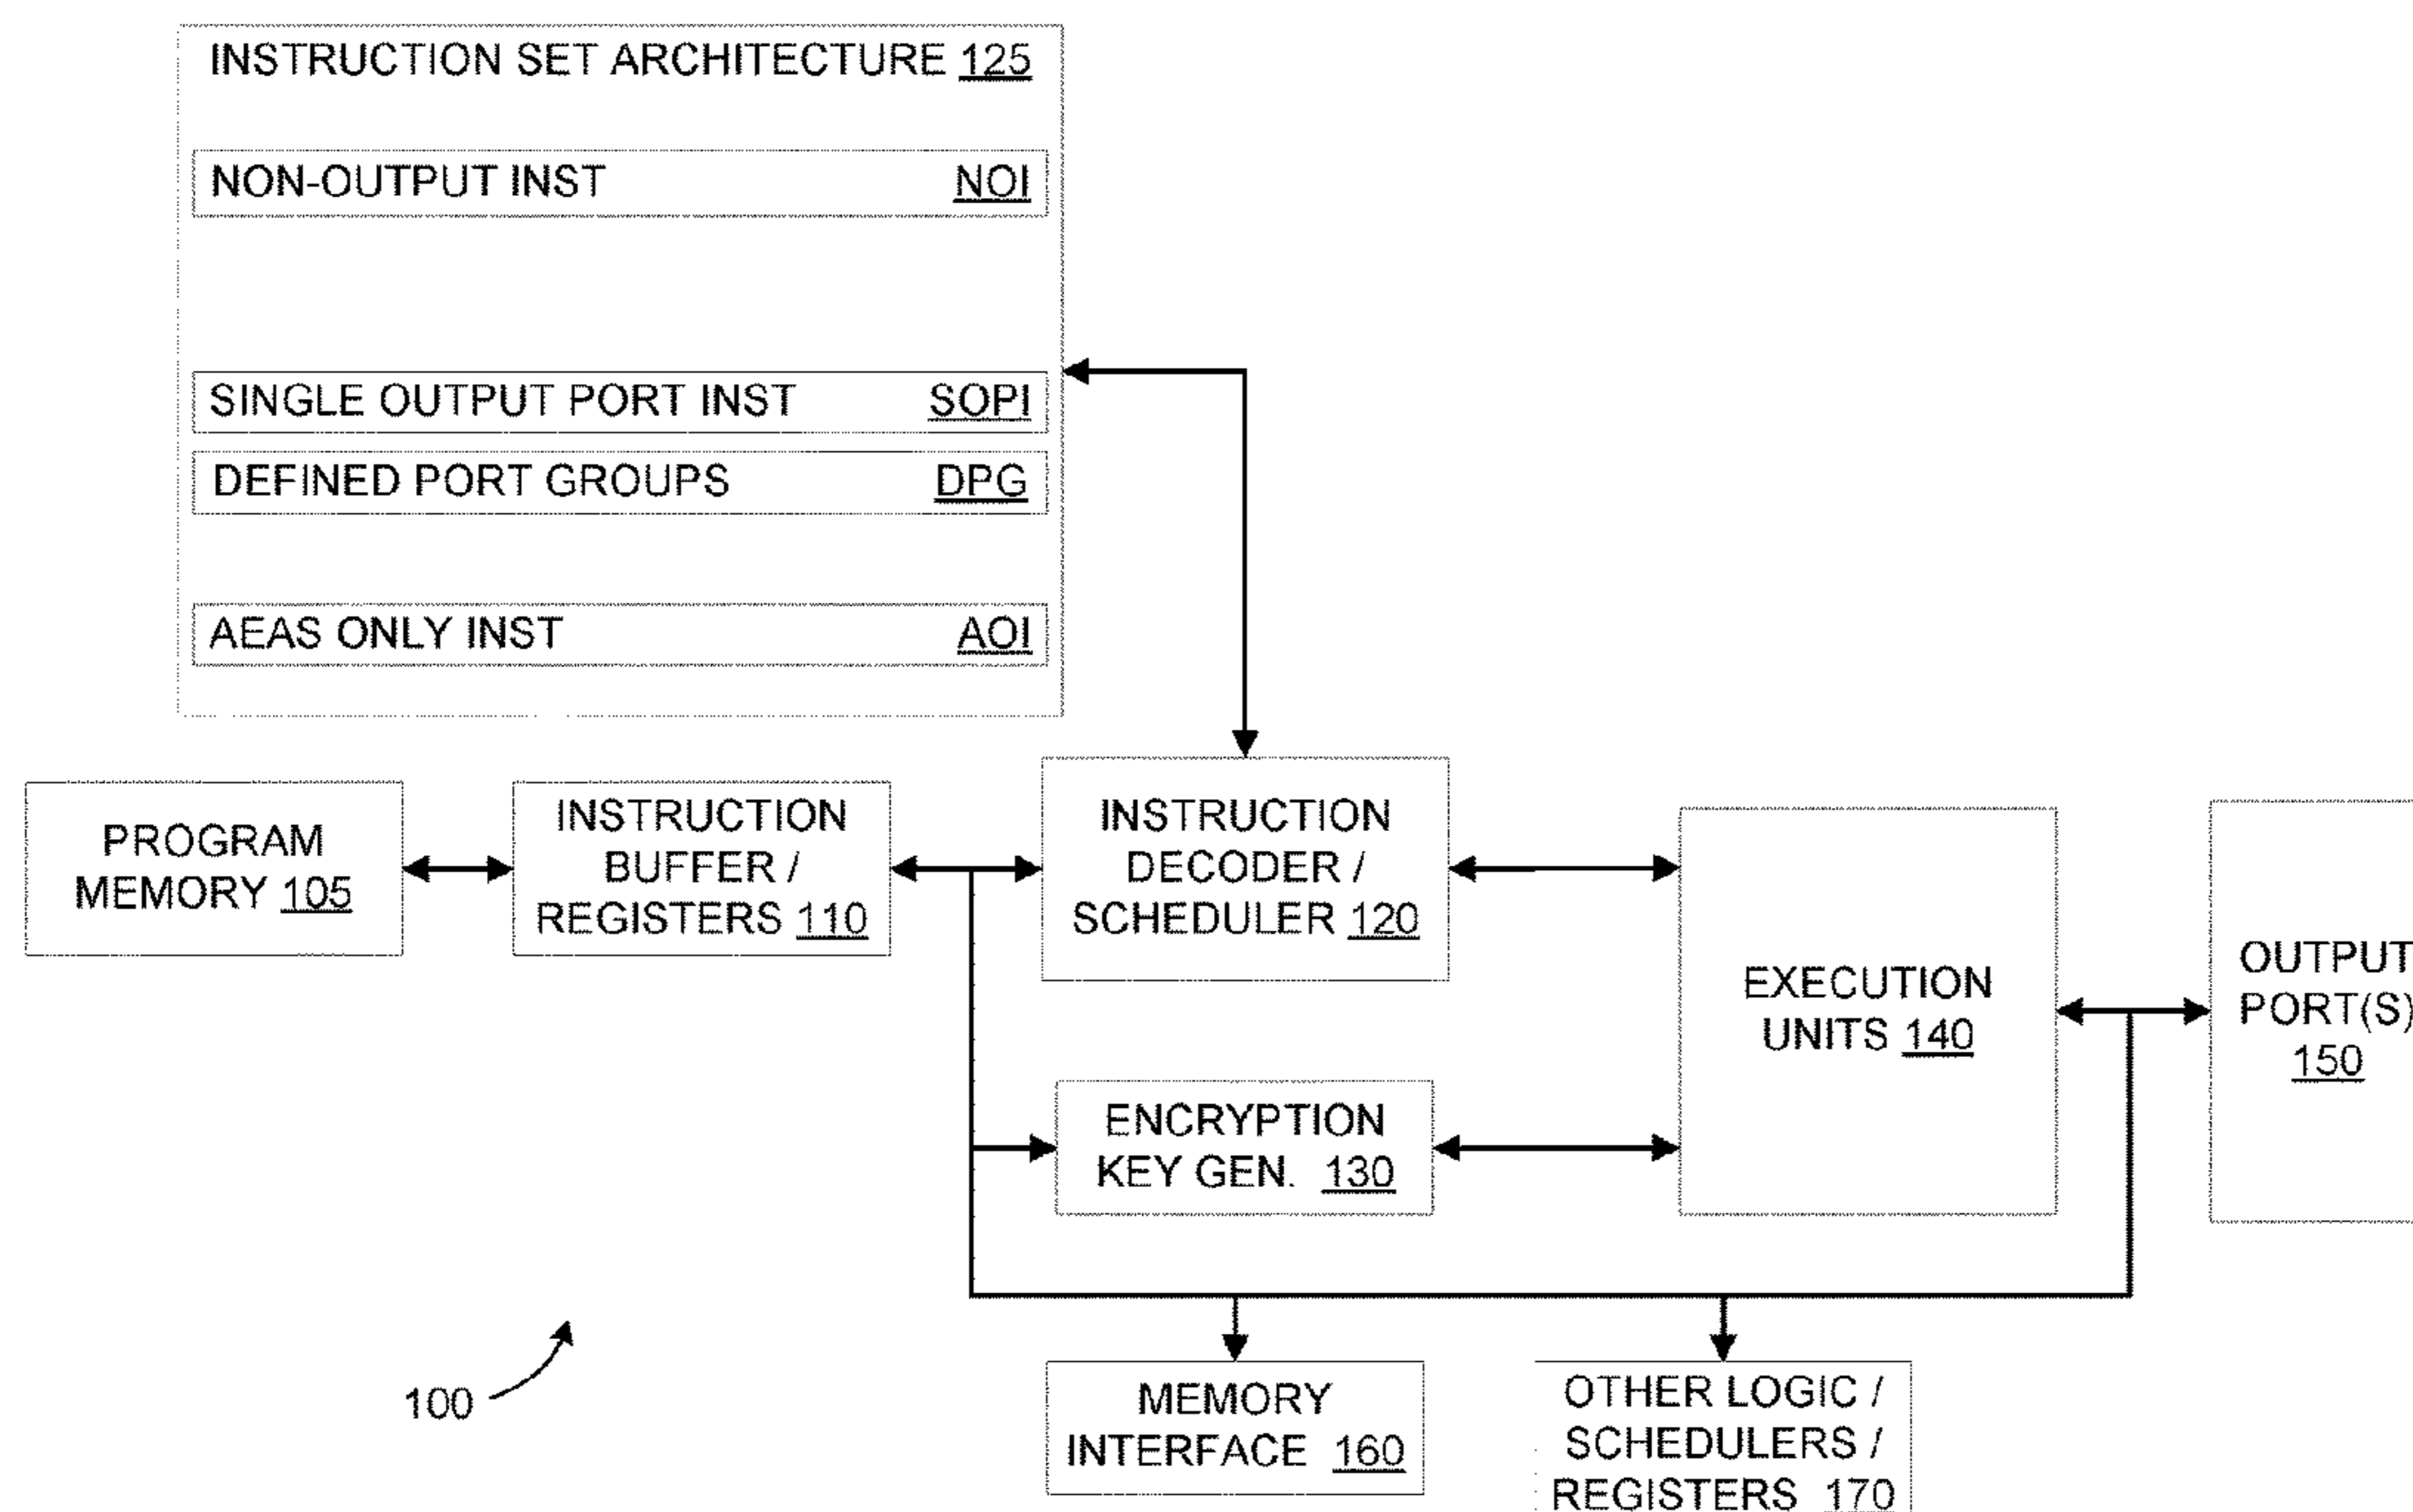 INSTRUCTION SET ARCHITECTURE 125
NON-OUTPUT INST NOI
SINGLE OUTPUT PORT INST SOPI
DEFINED PORT GROUPS DPG
AEAS ONLY INST AOI
PROGRAM
MEMORY 105
INSTRUCTION
BUFFER /
REGISTERS 110
INSTRUCTION
DECODER /
SCHEDULER 120
EXECUTION
UNITS 140
OUTPUT
PORT(S)
150
ENCRYPTION
KEY GEN. 130
100
MEMORY
INTERFACE 160
OTHER LOGIC /
SCHEDULERS /
REGISTERS 170